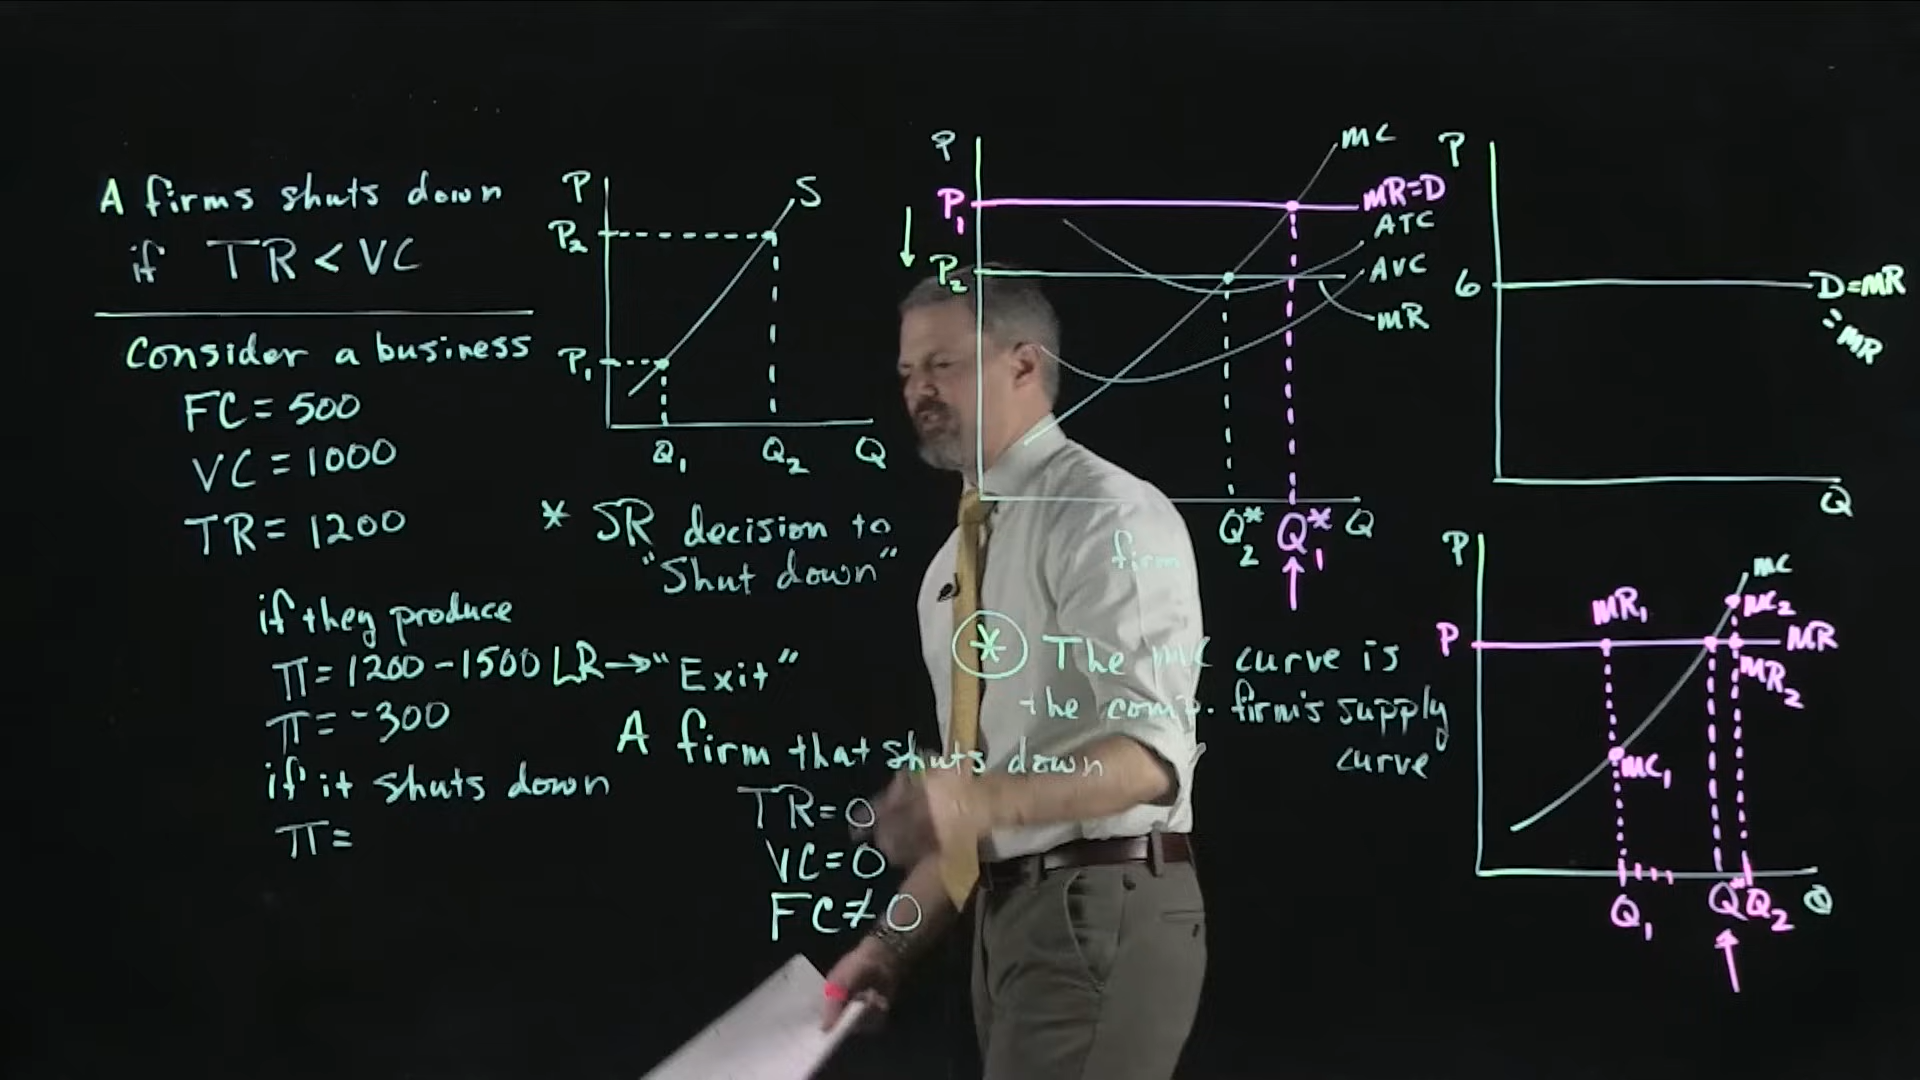 A firms shuts down
if TR < VC
Consider a business
FC = 500
VC = 1000
TR = 1200
if they produce
π = 1200 - 1500
π = -300
if it shuts down
π =
P
S
P₂
P₁
Q₁ Q₂ Q
* SR decision to
"Shut down"
LR → "Exit"
A firm that shuts down
TR = 0
VC = 0
FC ≠ 0
P
MC
P₁
MR=D
ATC
P₂
AVC
MR
Q₂* Q₁* Q
firm
* The MC curve is
the comp. firm's supply
curve
P
6
D=MR
=MR
Q
P
MC
MR₁
MC₂
P
MR
MR₂
MC₁
Q₁ Q* Q₂ Q